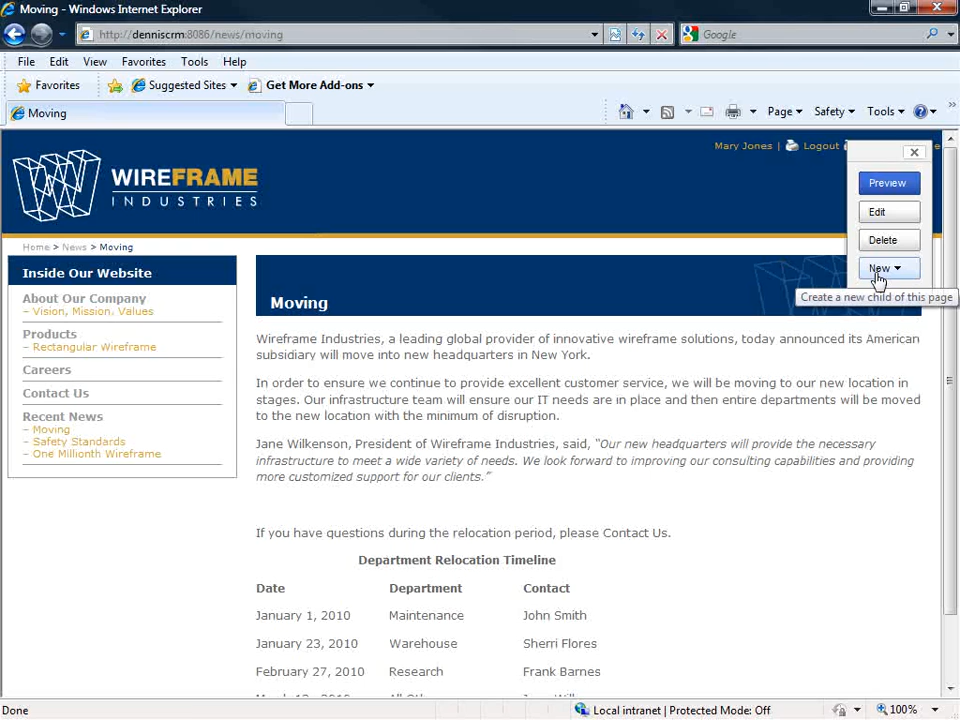 Moving - Windows Internet Explorer
http://denniscrm:8086/news/moving
Google
File Edit View Favorites Tools Help
Favorites Suggested Sites Get More Add-ons
Moving
Page Safety Tools
Mary Jones | Logout
WIREFRAME
INDUSTRIES
Preview
Edit
Delete
New
Create a new child of this page
Home > News > Moving
Inside Our Website
About Our Company
– Vision, Mission, Values
Products
– Rectangular Wireframe
Careers
Contact Us
Recent News
– Moving
– Safety Standards
– One Millionth Wireframe
Moving
Wireframe Industries, a leading global provider of innovative wireframe solutions, today announced its American
subsidiary will move into new headquarters in New York.
In order to ensure we continue to provide excellent customer service, we will be moving to our new location in
stages. Our infrastructure team will ensure our IT needs are in place and then entire departments will be moved
to the new location with the minimum of disruption.
Jane Wilkenson, President of Wireframe Industries, said, “Our new headquarters will provide the necessary
infrastructure to meet a wide variety of needs. We look forward to improving our consulting capabilities and providing
more customized support for our clients.”
If you have questions during the relocation period, please Contact Us.
Department Relocation Timeline
Date Department Contact
January 1, 2010 Maintenance John Smith
January 23, 2010 Warehouse Sherri Flores
February 27, 2010 Research Frank Barnes
Done Local intranet | Protected Mode: Off 100%